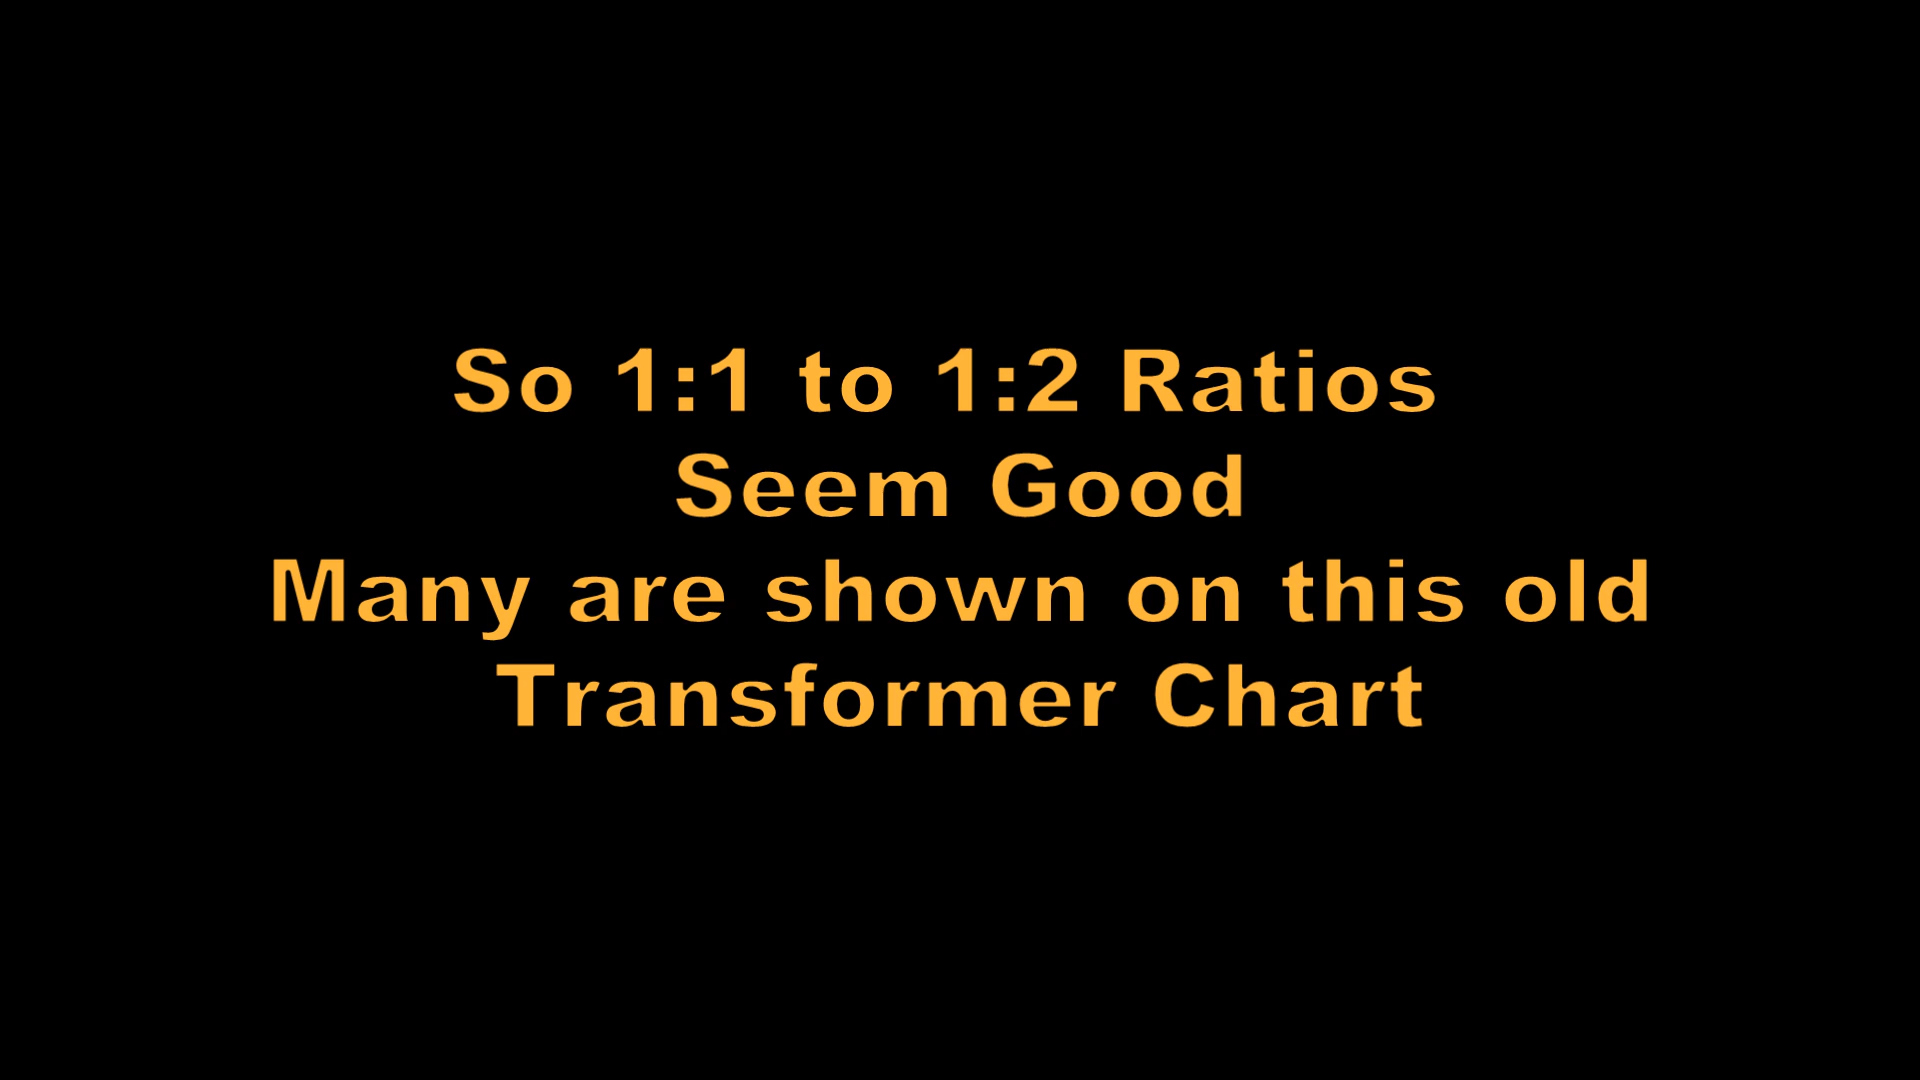 So 1:1 to 1:2 Ratios
Seem Good
Many are shown on this old
Transformer Chart